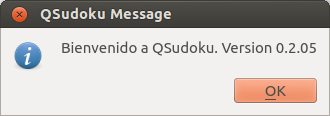 QSudoku Message
Bienvenido a QSudoku. Version 0.2.05
OK